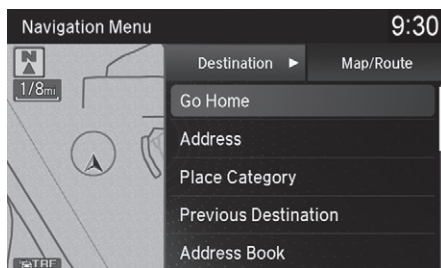 Navigation Menu 9:30
N
1/8mi
Destination ▶ Map/Route
Go Home
Address
Place Category
Previous Destination
Address Book